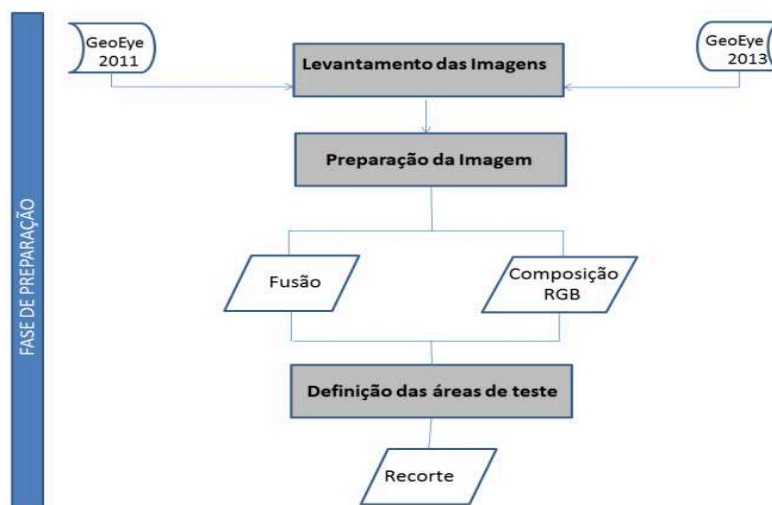 FASE DE PREPARAÇÃO
GeoEye
2011
GeoEye
2013
Levantamento das Imagens
Preparação da Imagem
Fusão
Composição
RGB
Definição das áreas de teste
Recorte